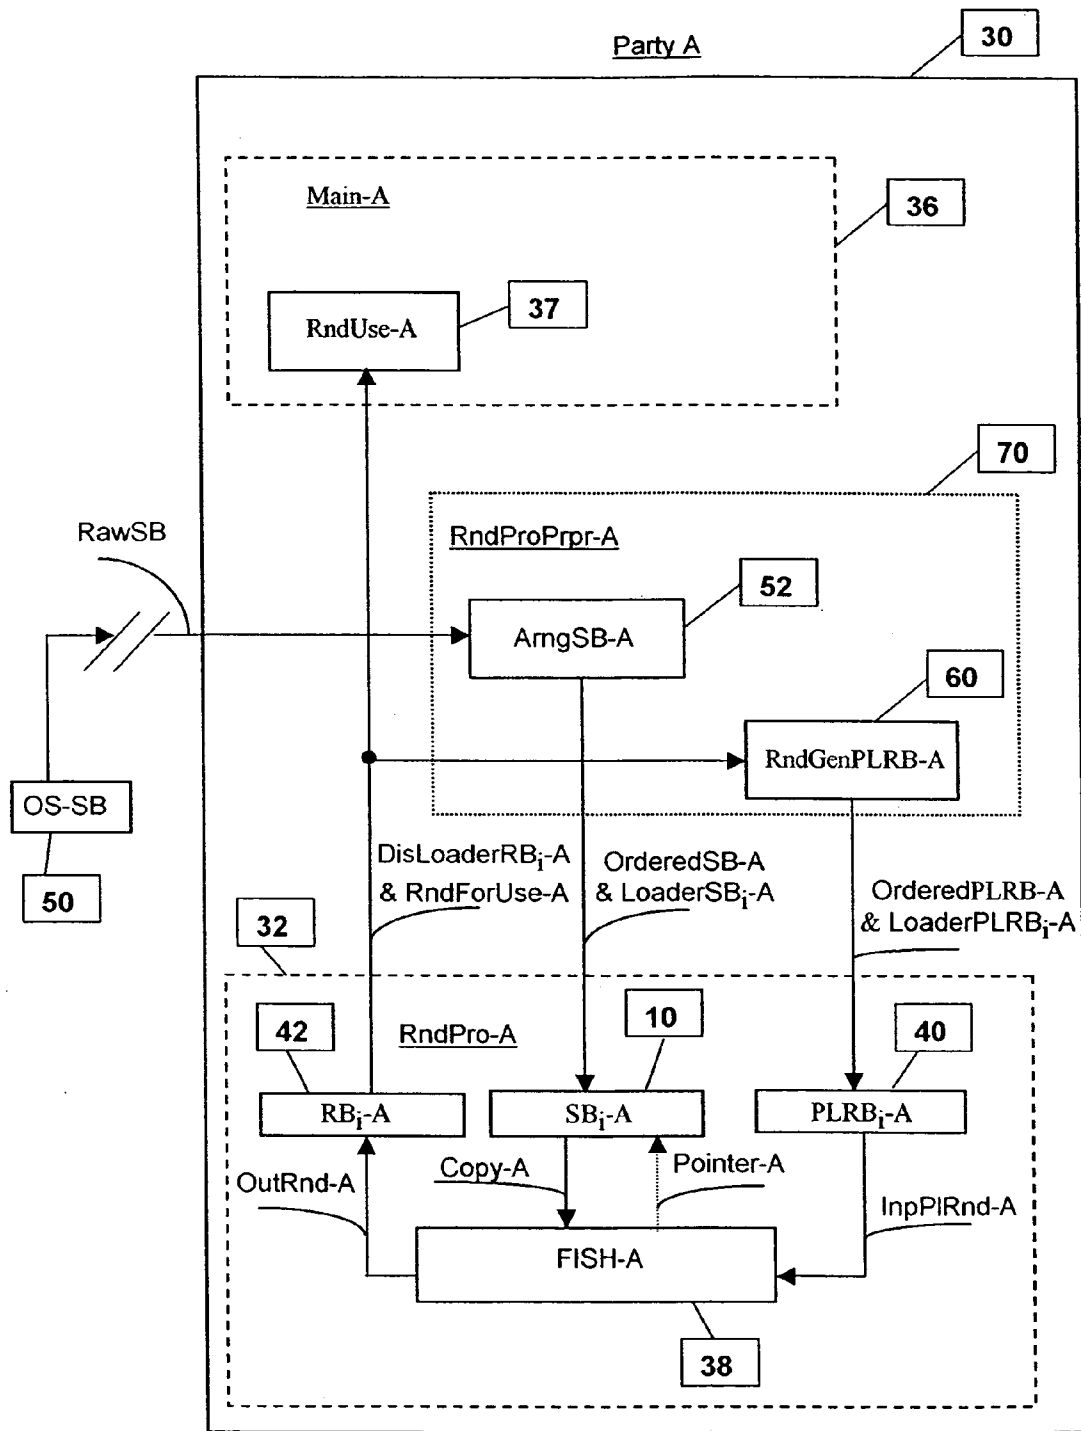 Party A
30
Main-A
36
RndUse-A
37
70
RawSB
RndProPrpr-A
52
ArngSB-A
60
RndGenPLRB-A
OS-SB
50
DisLoaderRBi-A
& RndForUse-A
OrderedSB-A
& LoaderSBi-A
OrderedPLRB-A
& LoaderPLRBi-A
32
42
RndPro-A
10
40
RBi-A
SBi-A
PLRBi-A
OutRnd-A
Copy-A
Pointer-A
InpPlRnd-A
FISH-A
38